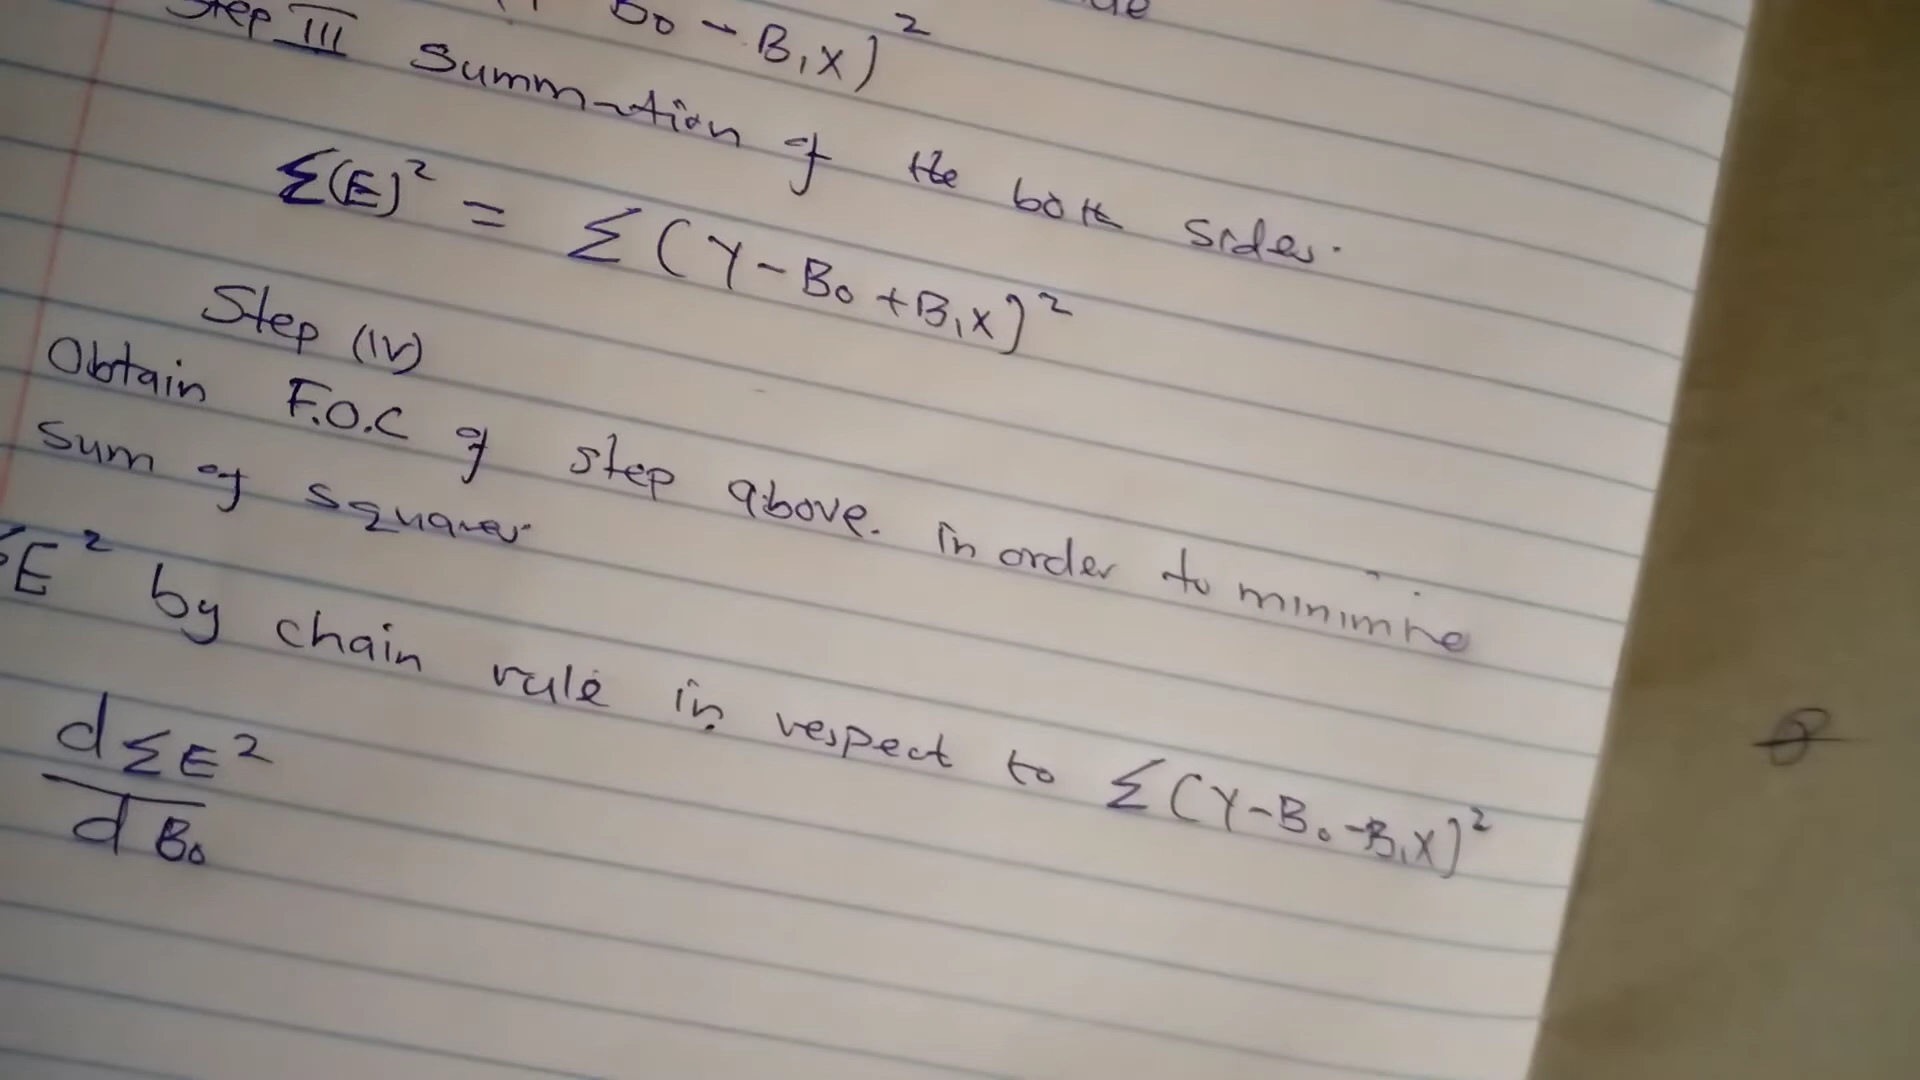 B₀ - B₁X)²
Step III Summation of the both sides.
Σ(E)² = Σ(Y-B₀+B₁X)²
Step (IV)
Obtain F.O.C of step above. in order to
sum of squares
ΣE² by chain rule in respect to Σ(Y-B₀-B₁X)²
dΣE²
dB₀